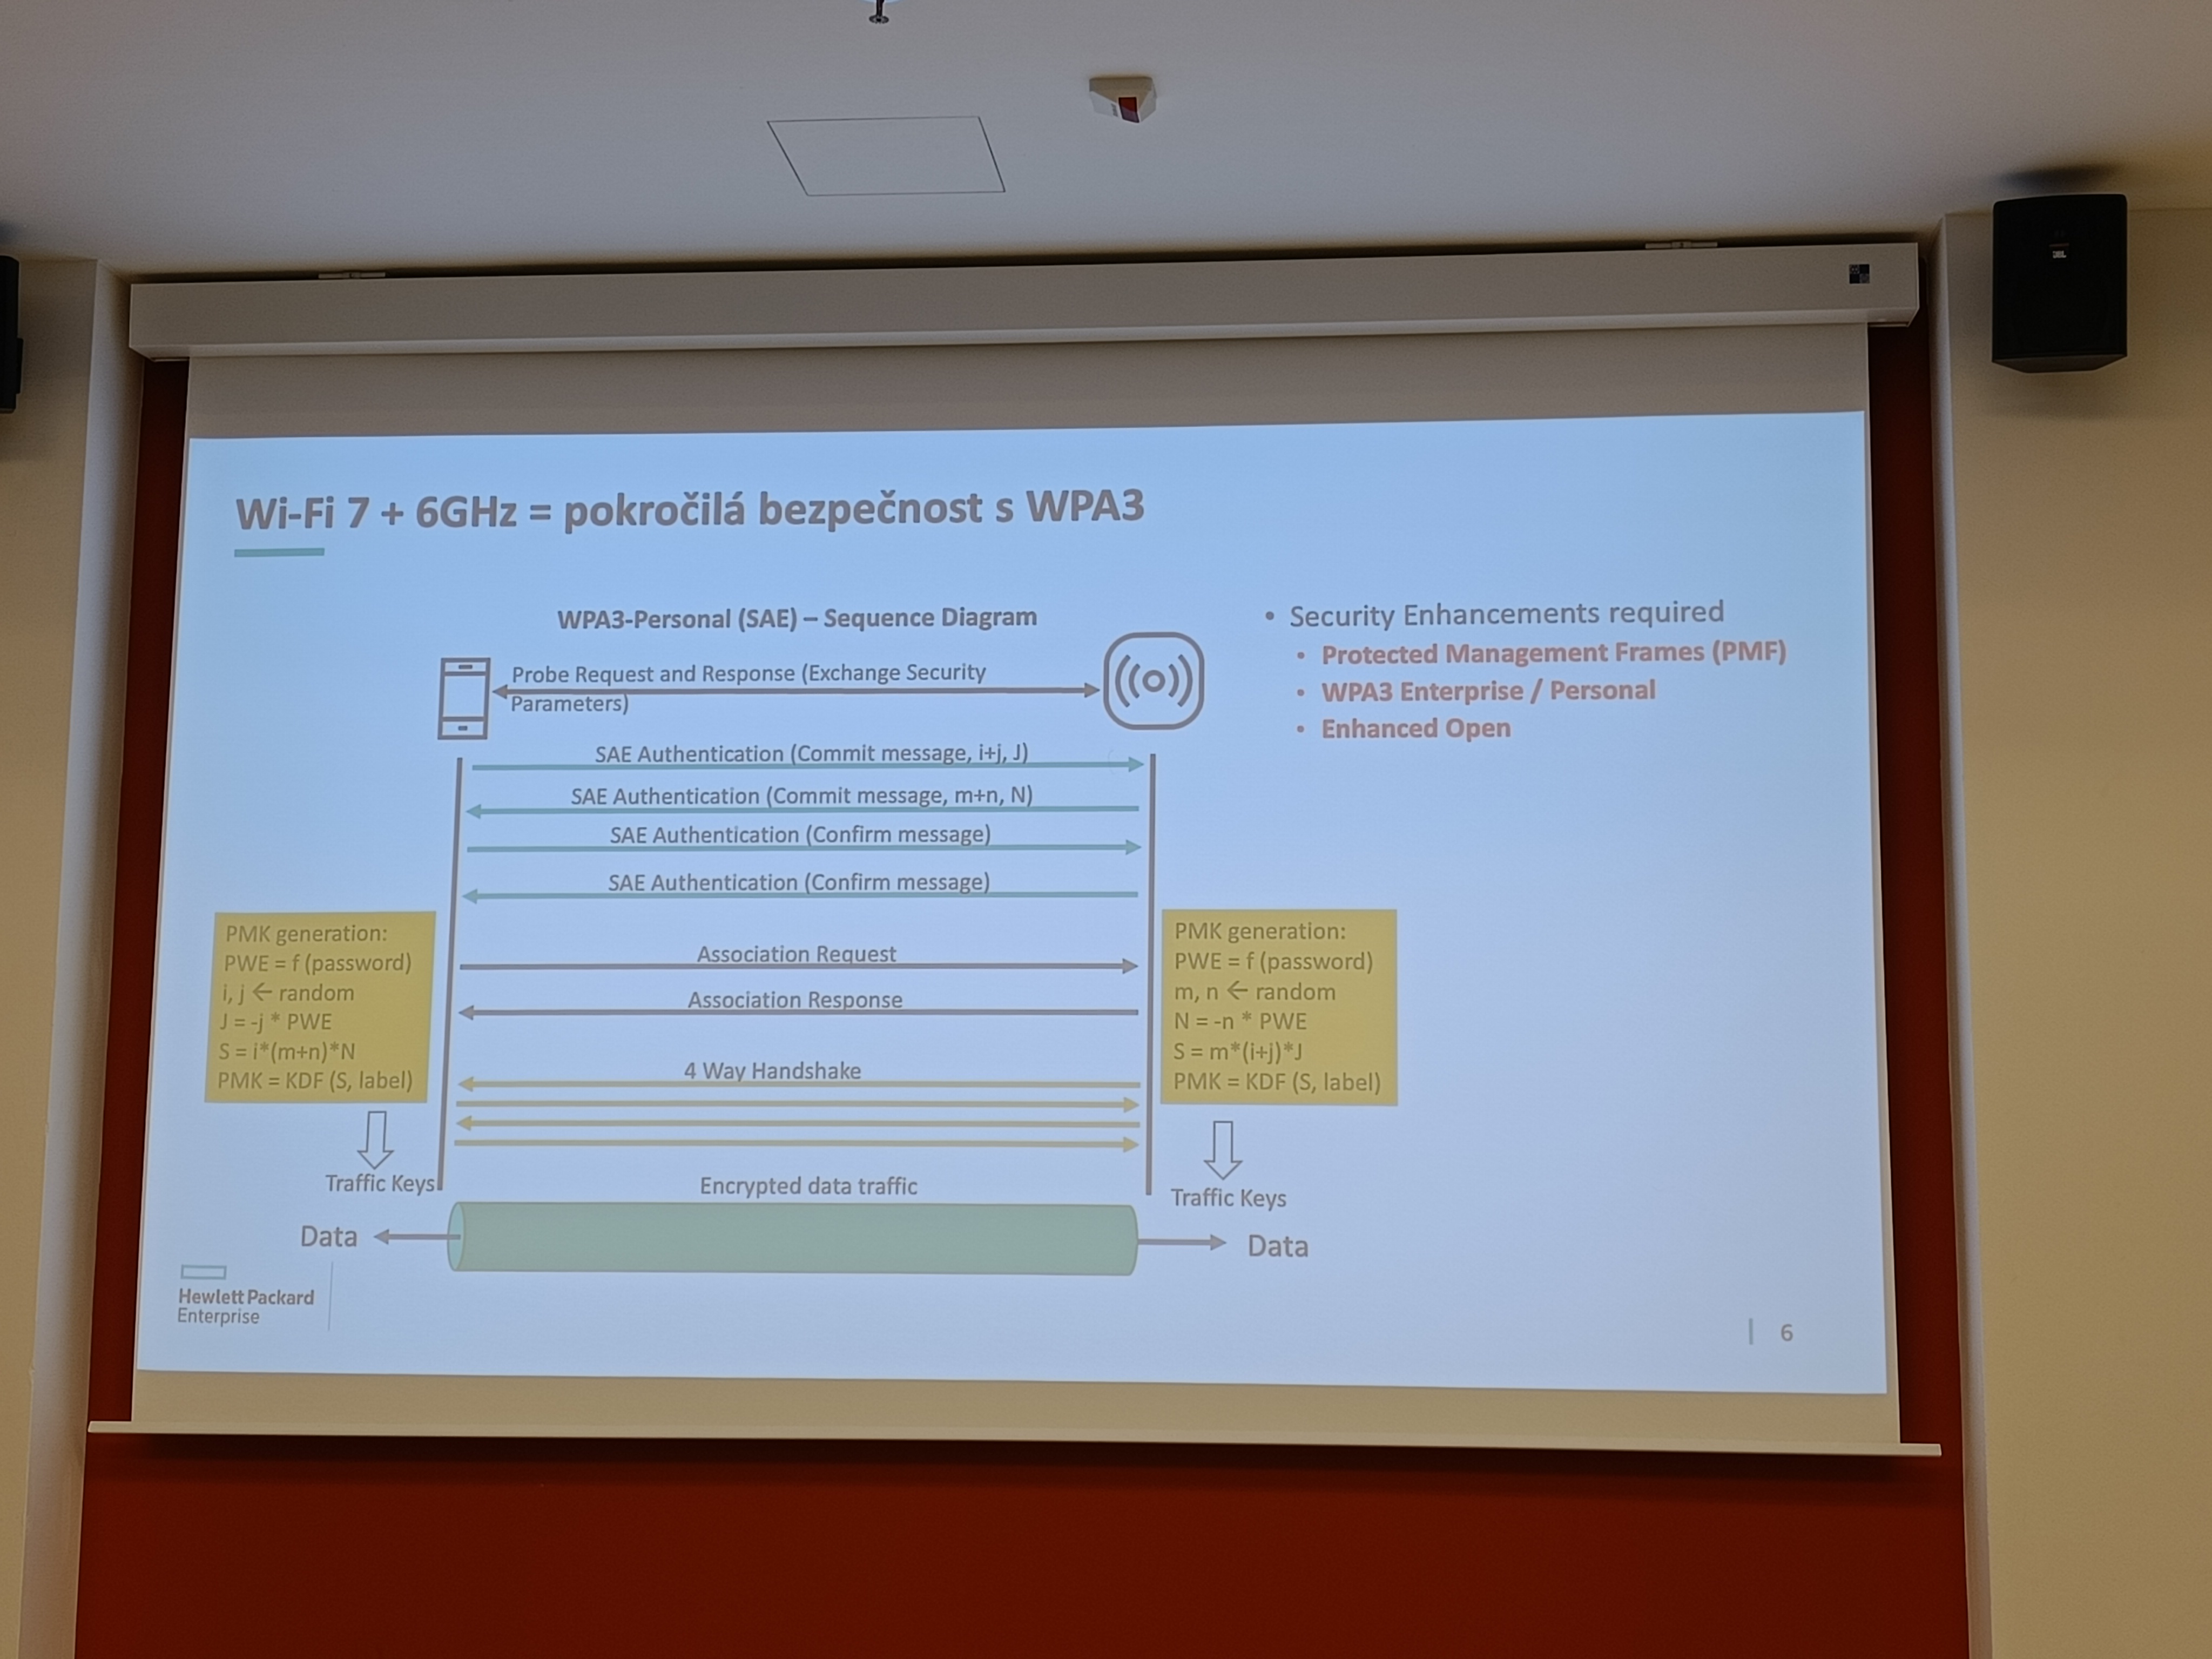 JBL
Wi-Fi 7 + 6GHz = pokročilá bezpečnost s WPA3
WPA3-Personal (SAE) – Sequence Diagram
Probe Request and Response (Exchange Security
Parameters)
SAE Authentication (Commit message, i+j, J)
SAE Authentication (Commit message, m+n, N)
SAE Authentication (Confirm message)
SAE Authentication (Confirm message)
Association Request
Association Response
4 Way Handshake
Encrypted data traffic
PMK generation:
PWE = f (password)
i, j ← random
J = -j * PWE
S = i*(m+n)*N
PMK = KDF (S, label)
Traffic Keys
Data
PMK generation:
PWE = f (password)
m, n ← random
N = -n * PWE
S = m*(i+j)*J
PMK = KDF (S, label)
Traffic Keys
Data
• Security Enhancements required
• Protected Management Frames (PMF)
• WPA3 Enterprise / Personal
• Enhanced Open
Hewlett Packard
Enterprise
6